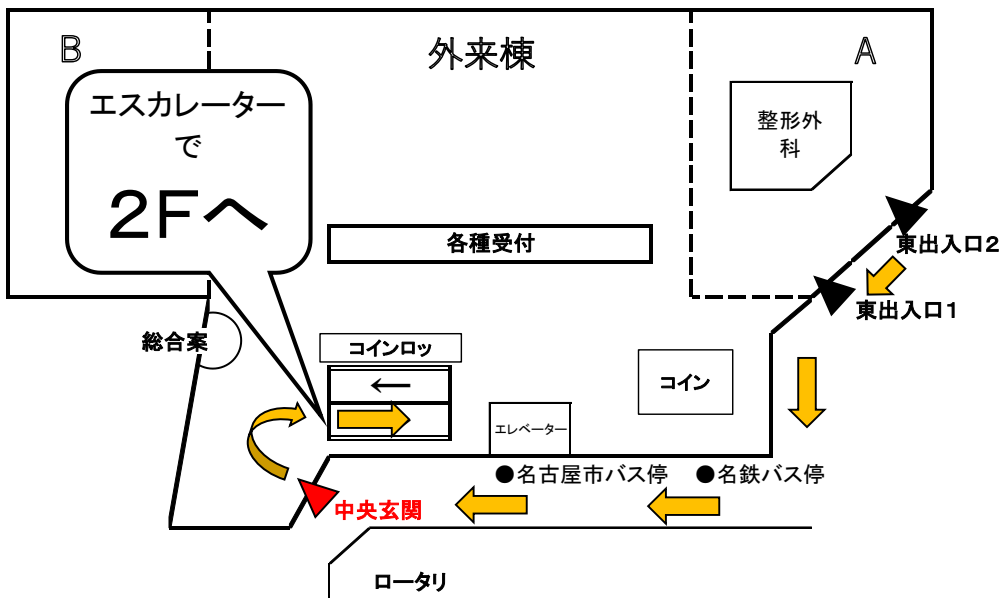 B
外来棟
A
エスカレーター
で
2Fへ
整形外
科
各種受付
東出入口2
東出入口1
総合案
コインロッ
コイン
エレベーター
●名古屋市バス停
●名鉄バス停
中央玄関
ロータリ